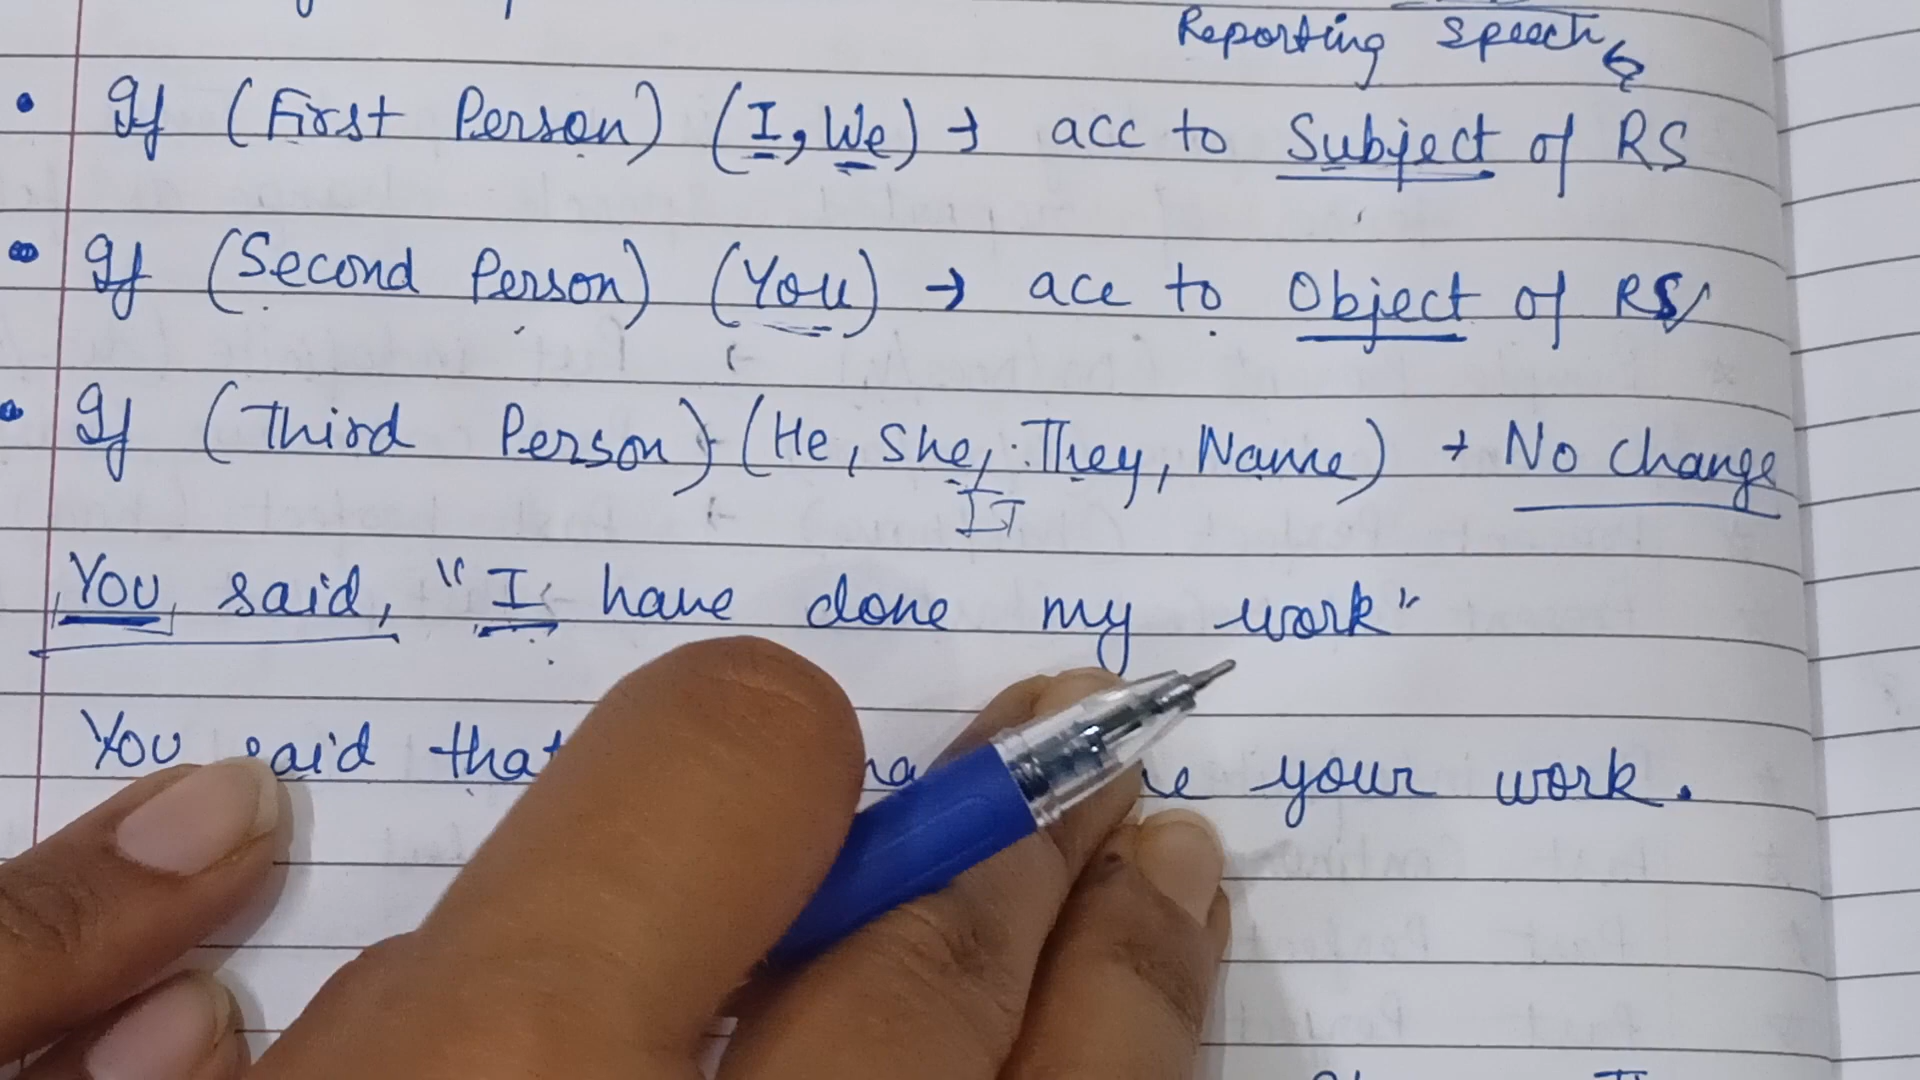 Reporting Speech
• If (First Person) (I, We) → acc to Subject of RS
• If (Second Person) (You) → acc to Object of RS
• If (Third Person) (He, She, They, Name) → No change
IT
You said, "I have done my work"
You said that your work.